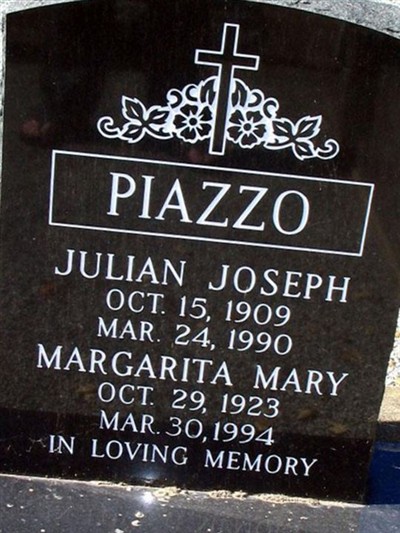 PIAZZO
JULIAN JOSEPH
OCT. 15, 1909
MAR. 24, 1990
MARGARITA MARY
OCT. 29, 1923
MAR. 30, 1994
IN LOVING MEMORY